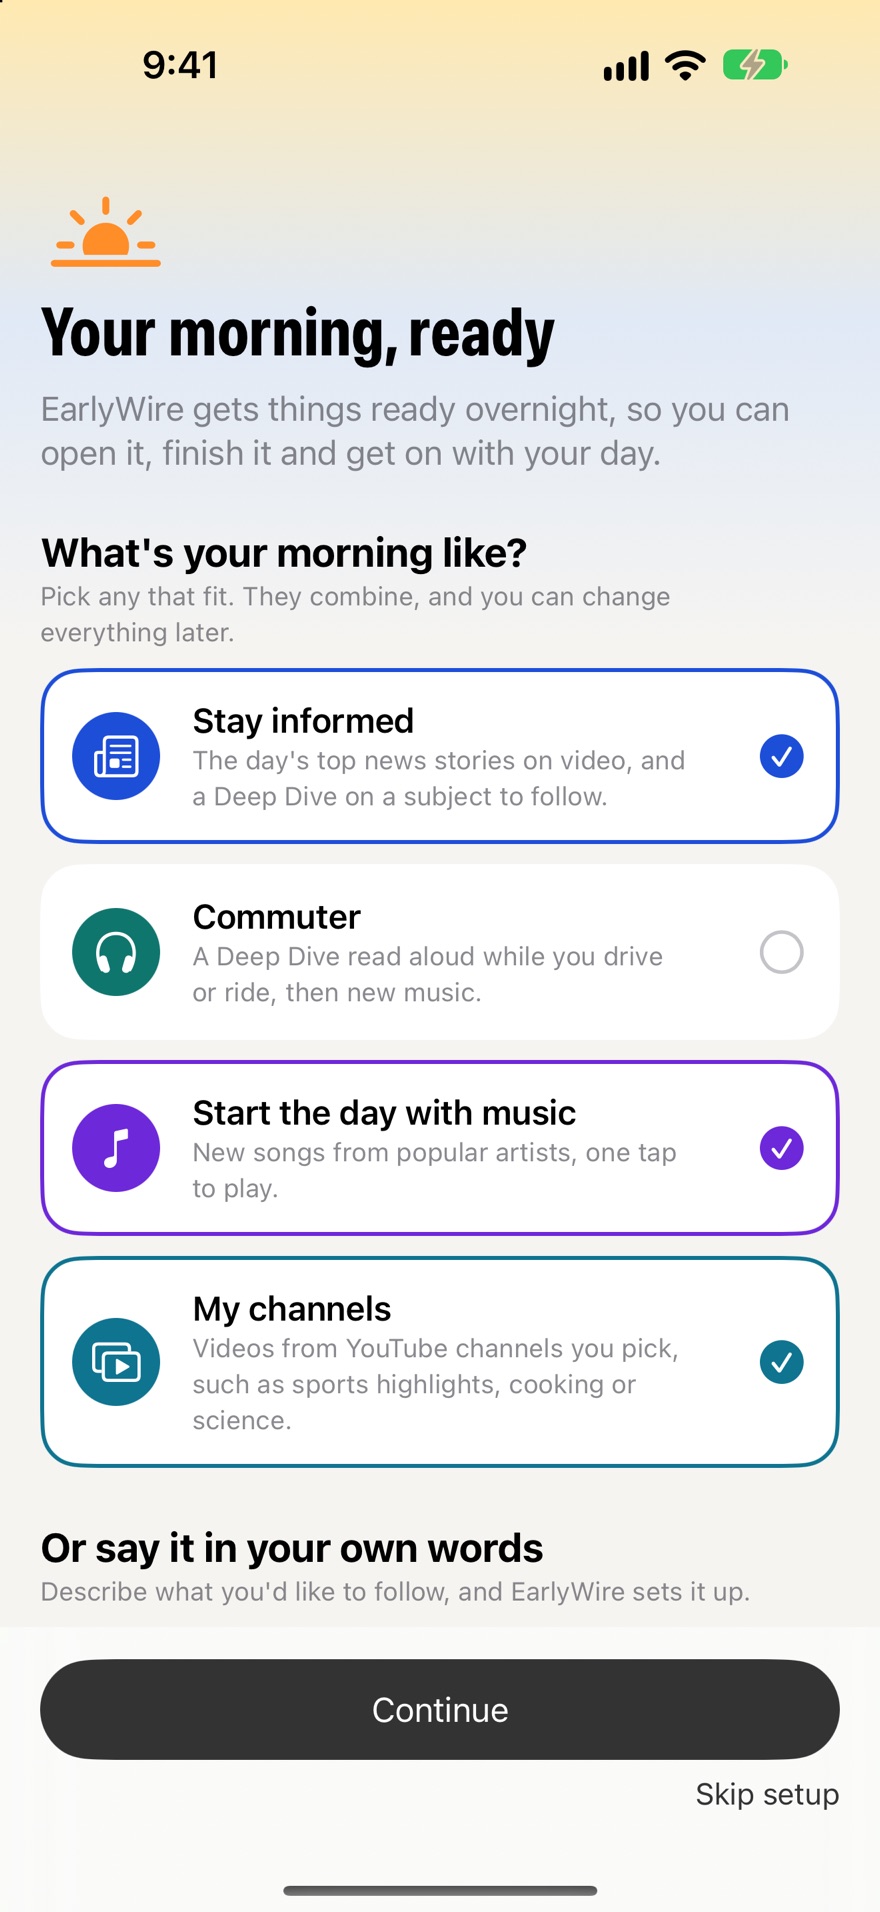 9:41
Your morning, ready
EarlyWire gets things ready overnight, so you can
open it, finish it and get on with your day.
What's your morning like?
Pick any that fit. They combine, and you can change
everything later.
Stay informed
The day's top news stories on video, and
a Deep Dive on a subject to follow.
Commuter
A Deep Dive read aloud while you drive
or ride, then new music.
Start the day with music
New songs from popular artists, one tap
to play.
My channels
Videos from YouTube channels you pick,
such as sports highlights, cooking or
science.
Or say it in your own words
Describe what you'd like to follow, and EarlyWire sets it up.
Continue
Skip setup